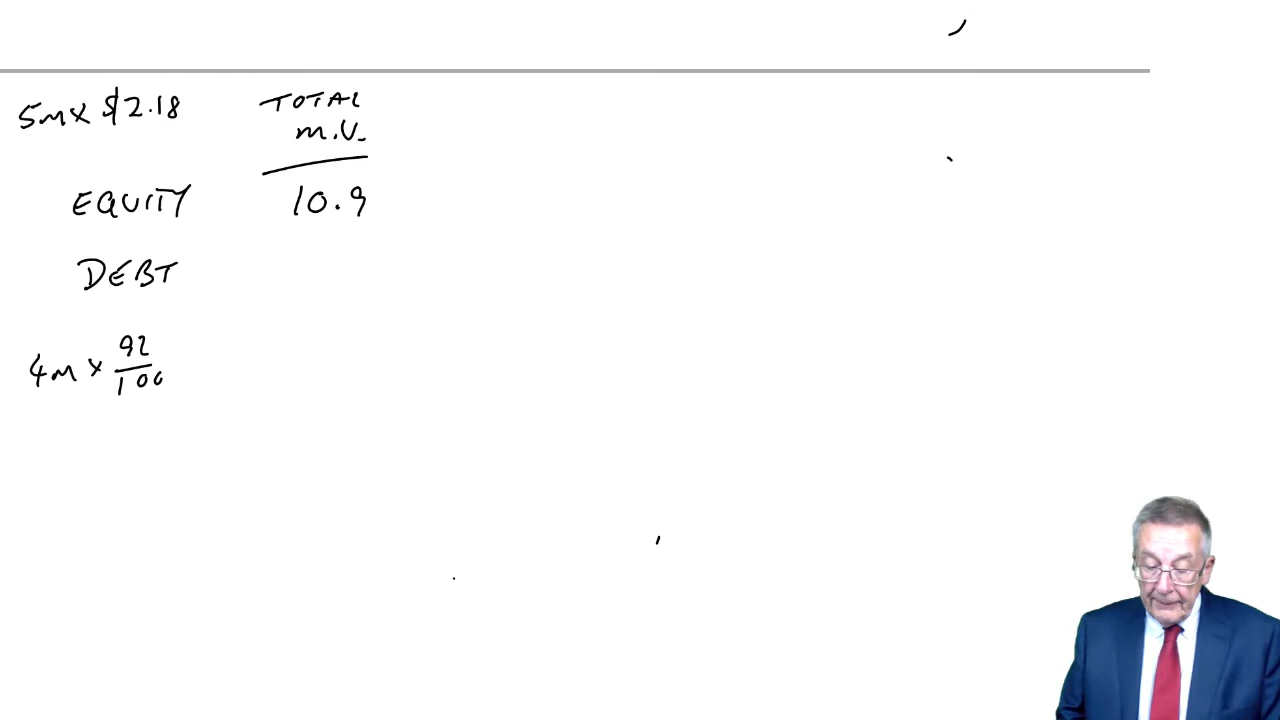 5m x $2.18
TOTAL
M.V.
EQUITY 10.9
DEBT
4m x 92
100